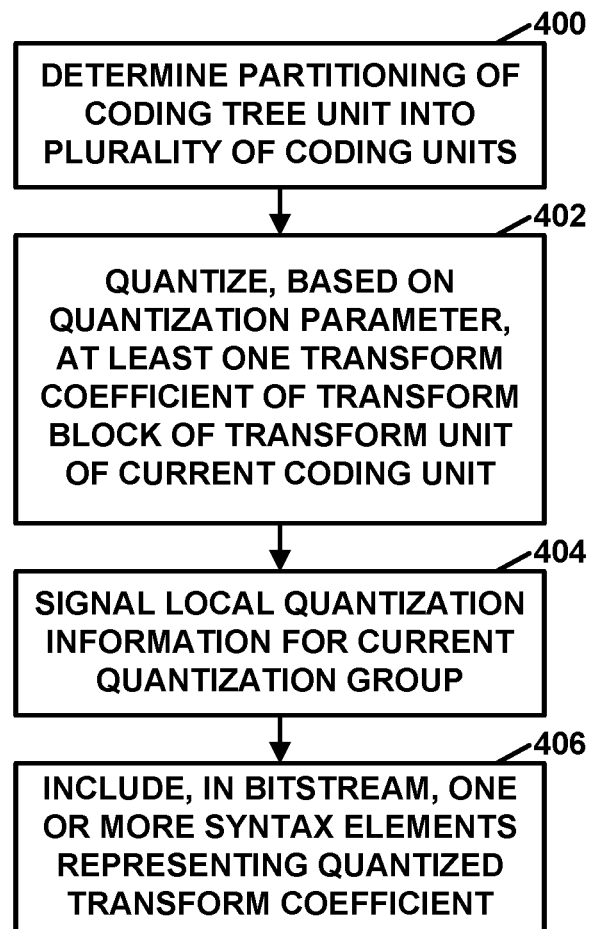 400
DETERMINE PARTITIONING OF
CODING TREE UNIT INTO
PLURALITY OF CODING UNITS
402
QUANTIZE, BASED ON
QUANTIZATION PARAMETER,
AT LEAST ONE TRANSFORM
COEFFICIENT OF TRANSFORM
BLOCK OF TRANSFORM UNIT
OF CURRENT CODING UNIT
404
SIGNAL LOCAL QUANTIZATION
INFORMATION FOR CURRENT
QUANTIZATION GROUP
406
INCLUDE, IN BITSTREAM, ONE
OR MORE SYNTAX ELEMENTS
REPRESENTING QUANTIZED
TRANSFORM COEFFICIENT